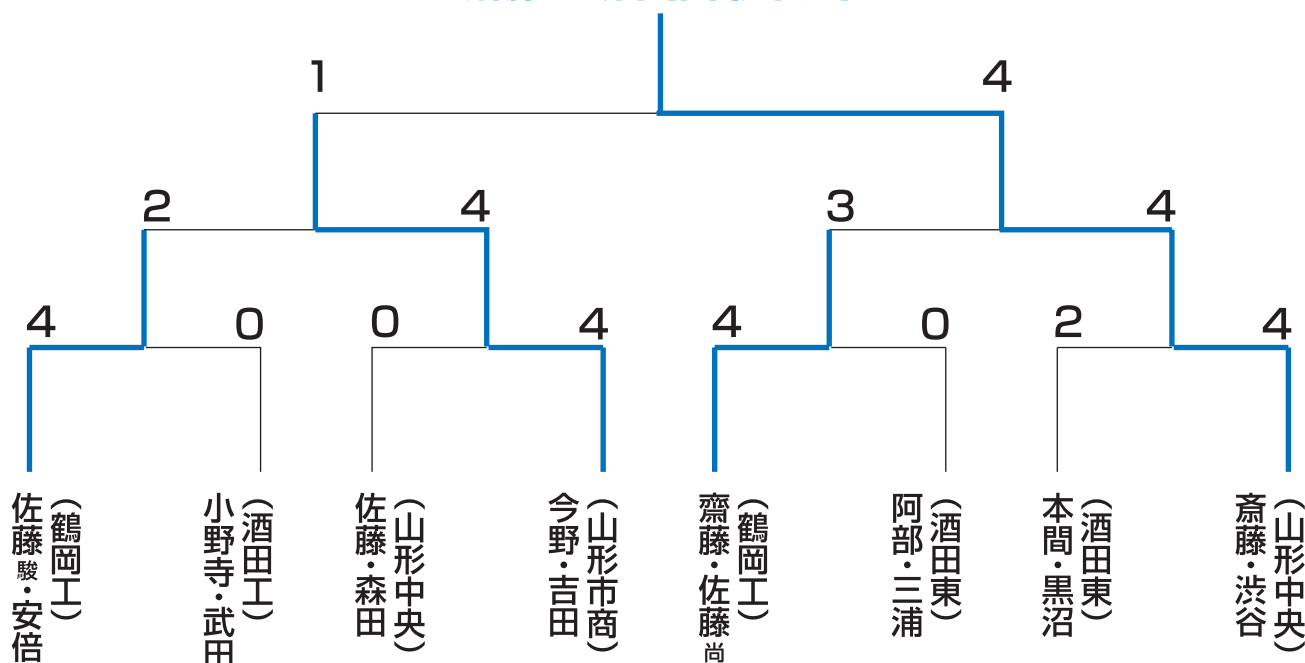 1
4
2
4
3
4
4
0
0
4
4
0
2
4
佐藤駿・安倍
(鶴岡工)
小野寺・武田
(酒田工)
佐藤・森田
(山形中央)
今野・吉田
(山形市商)
齋藤・佐藤尚
(鶴岡工)
阿部・三浦
(酒田東)
本間・黒沼
(酒田東)
斎藤・渋谷
(山形中央)